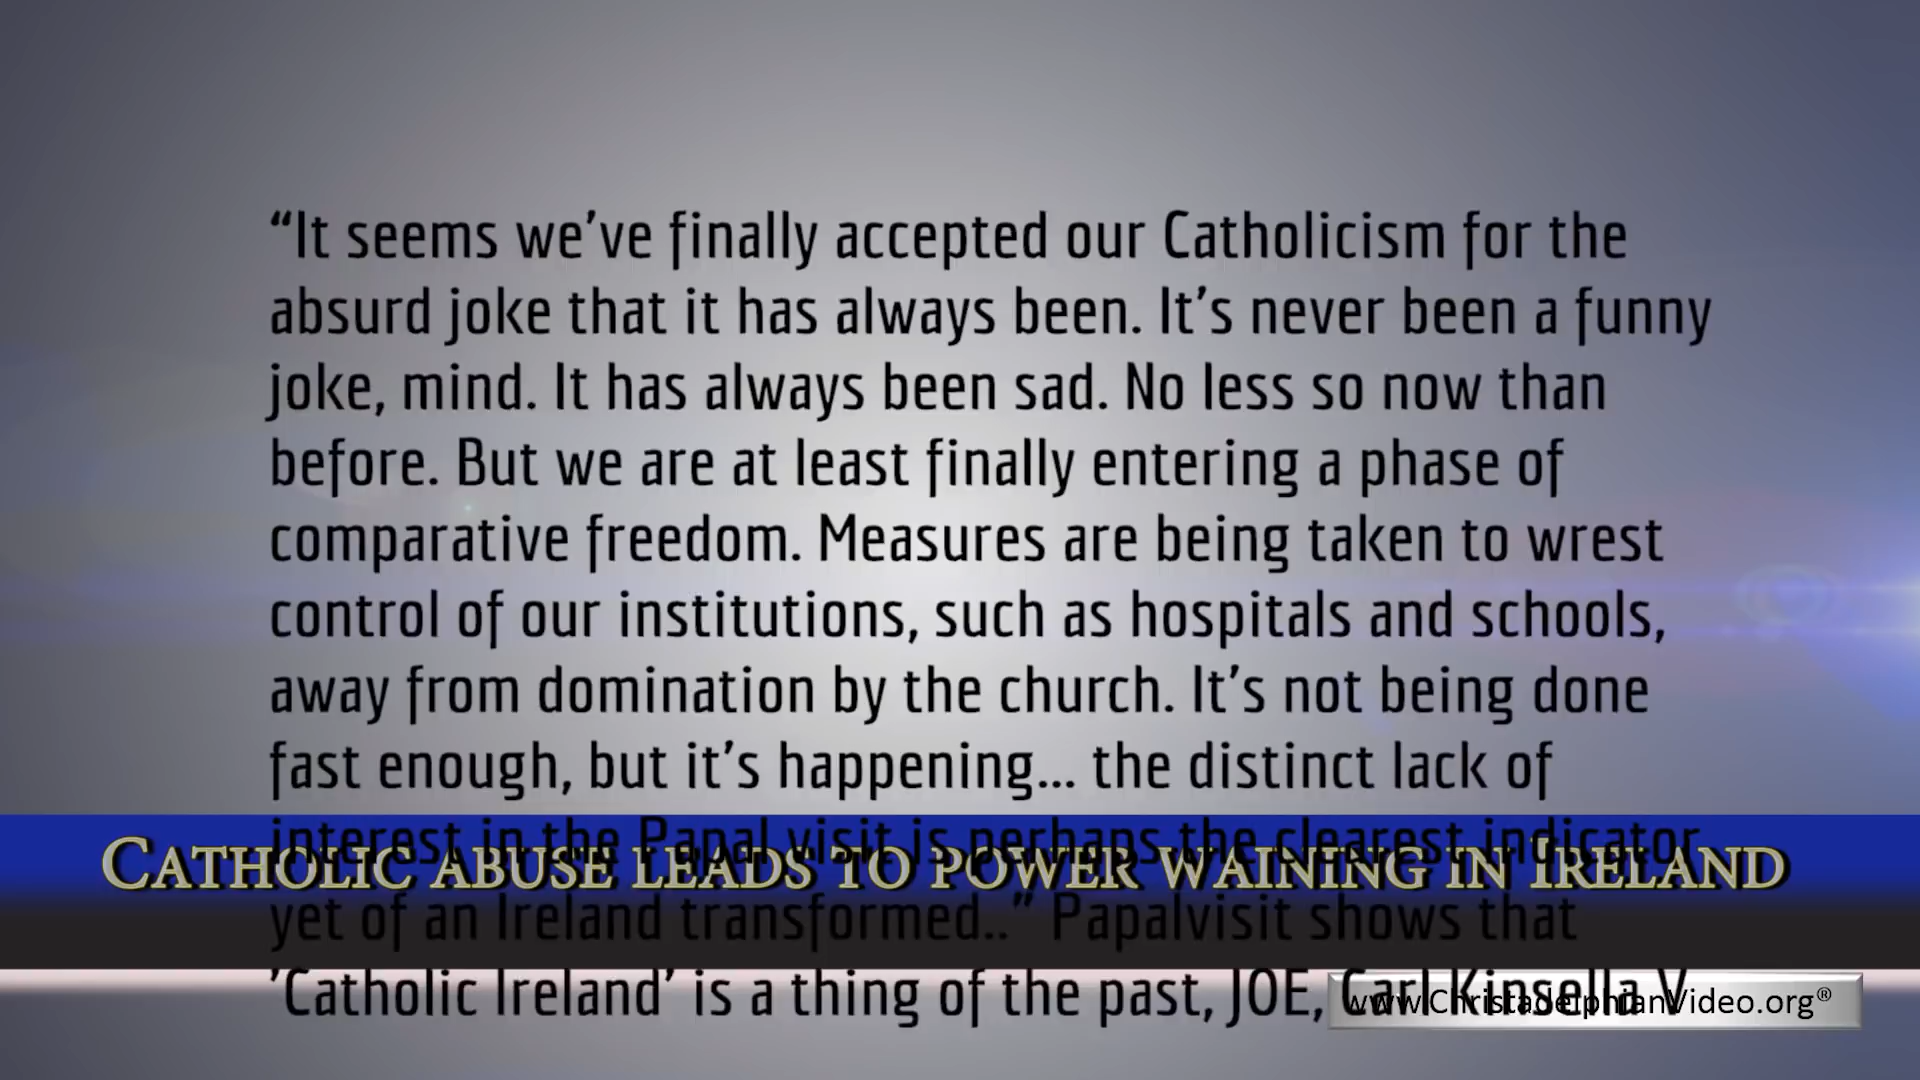 “It seems we’ve finally accepted our Catholicism for the
absurd joke that it has always been. It’s never been a funny
joke, mind. It has always been sad. No less so now than
before. But we are at least finally entering a phase of
comparative freedom. Measures are being taken to wrest
control of our institutions, such as hospitals and schools,
away from domination by the church. It’s not being done
fast enough, but it’s happening... the distinct lack of
interest in the Papal visit is perhaps the clearest indicator
CATHOLIC ABUSE LEADS TO POWER WAINING IN IRELAND
yet of an Ireland transformed..” Papalvisit shows that
’Catholic Ireland’ is a thing of the past, JOE, Carl Kinsella V
www.ChristadelphianVideo.org®